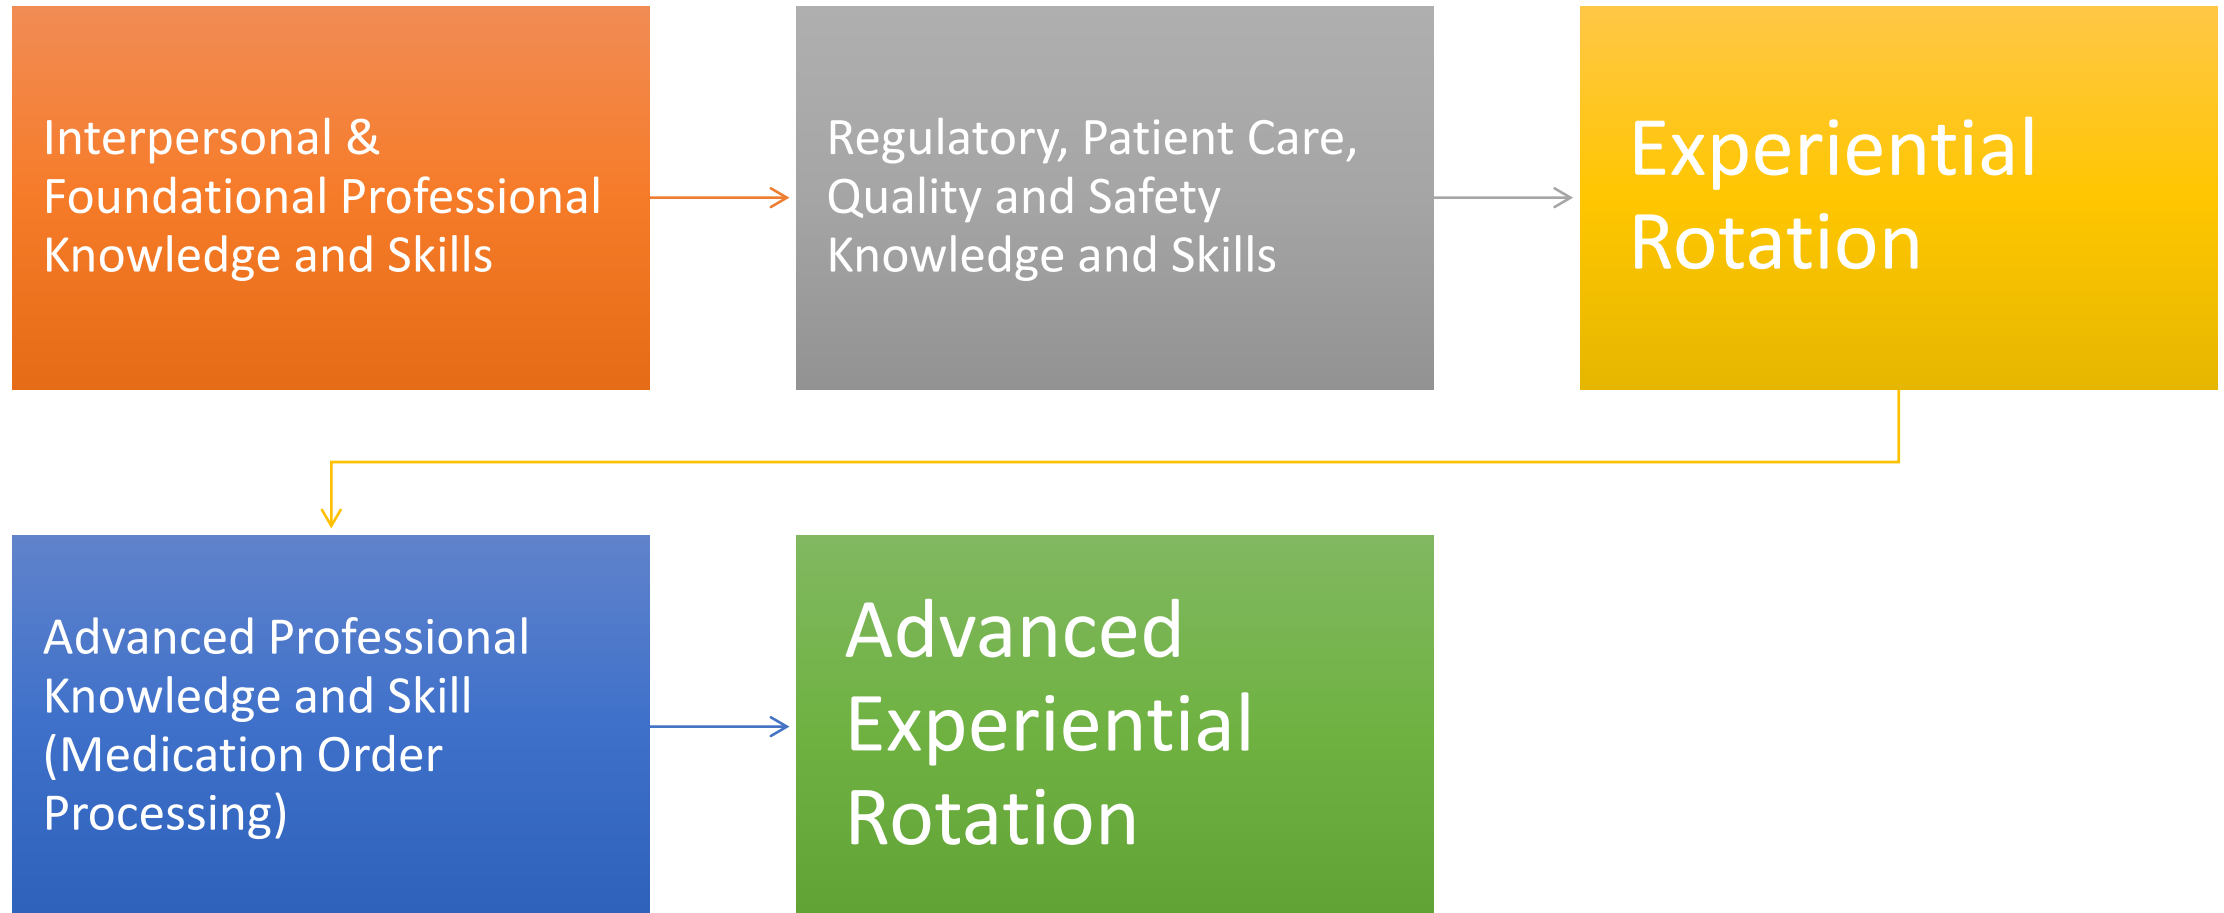 Interpersonal &
Foundational Professional
Knowledge and Skills
Regulatory, Patient Care,
Quality and Safety
Knowledge and Skills
Experiential
Rotation
Advanced Professional
Knowledge and Skill
(Medication Order
Processing)
Advanced
Experiential
Rotation